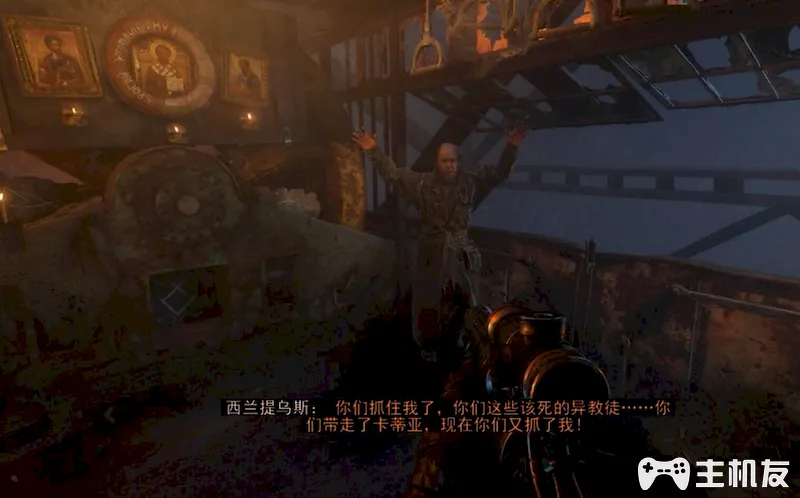 西兰提乌斯： 你们抓住我了，你们这些该死的异教徒……你
们带走了卡蒂亚，现在你们又抓了我！
主机友